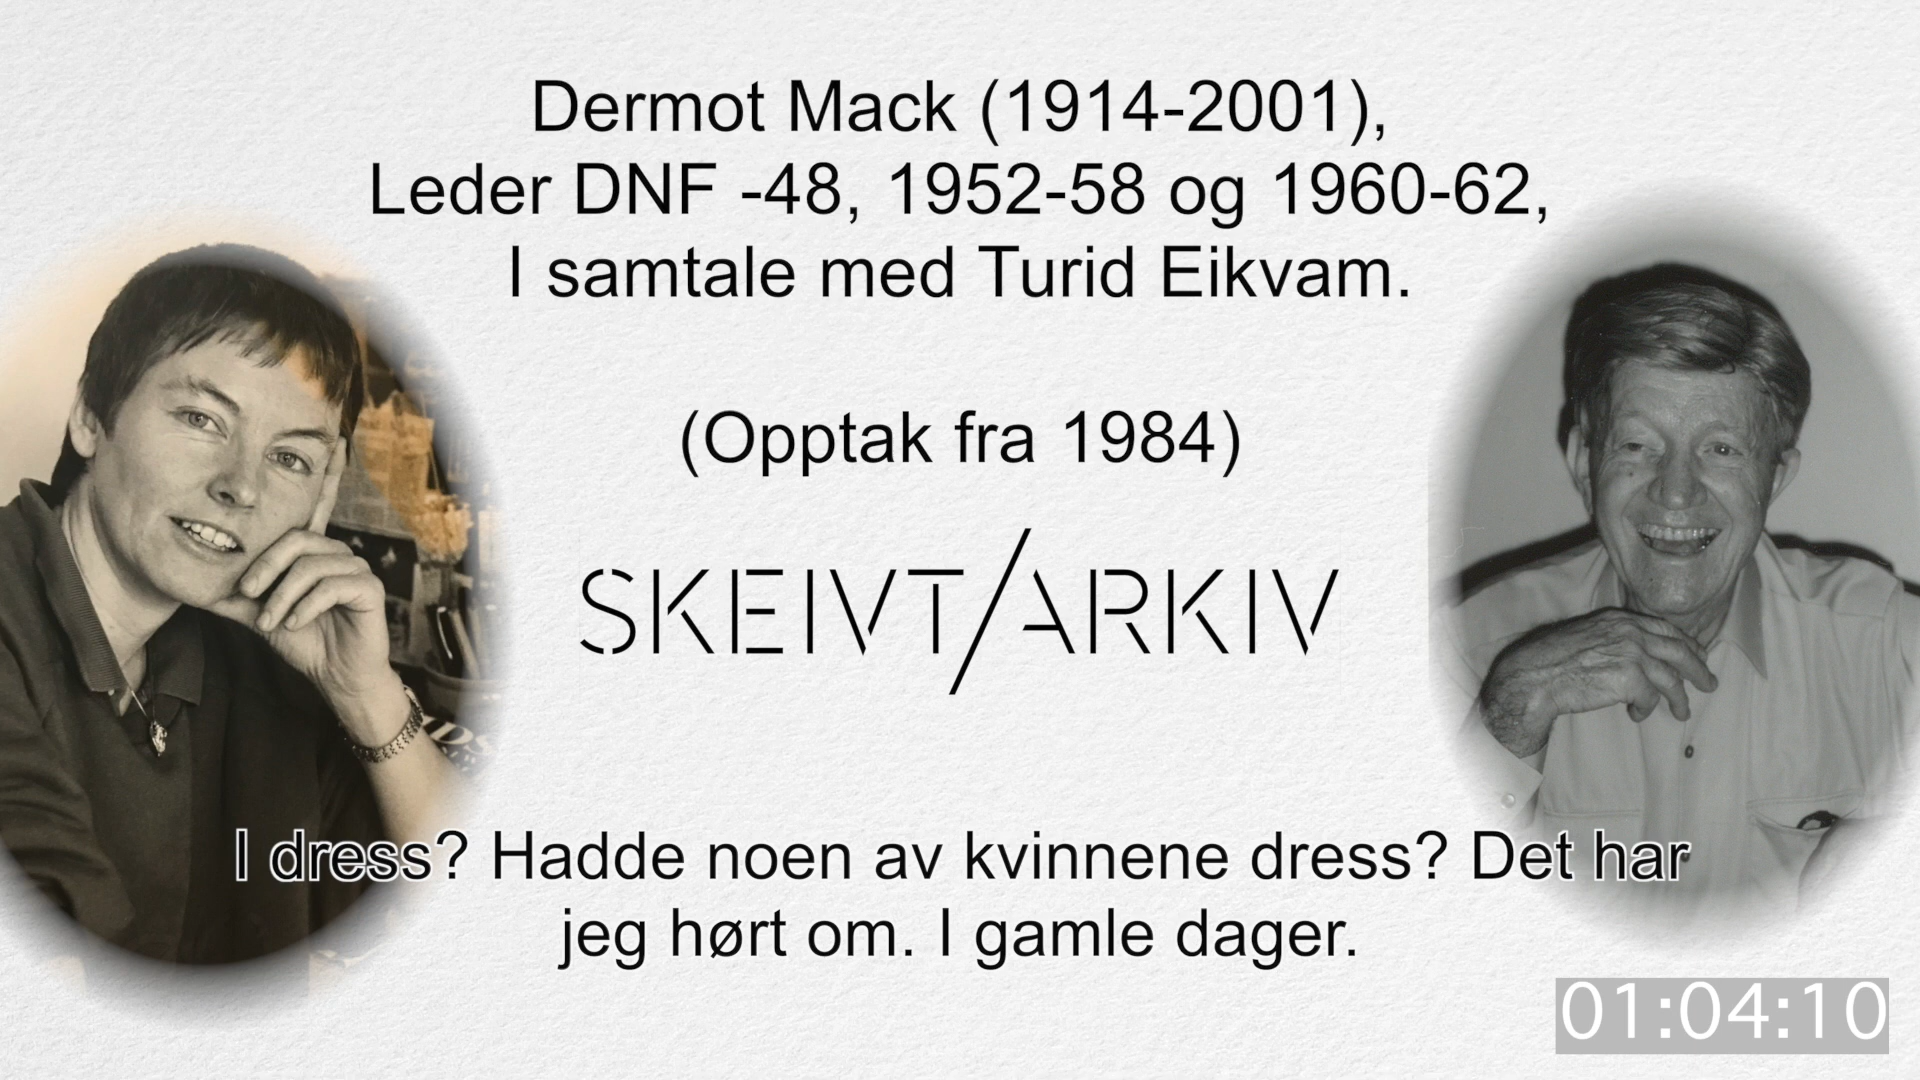 Dermot Mack (1914-2001),
Leder DNF -48, 1952-58 og 1960-62,
I samtale med Turid Eikvam.
(Opptak fra 1984)
SKEIVT/ARKIV
I dress? Hadde noen av kvinnene dress? Det har
jeg hørt om. I gamle dager.
01:04:10